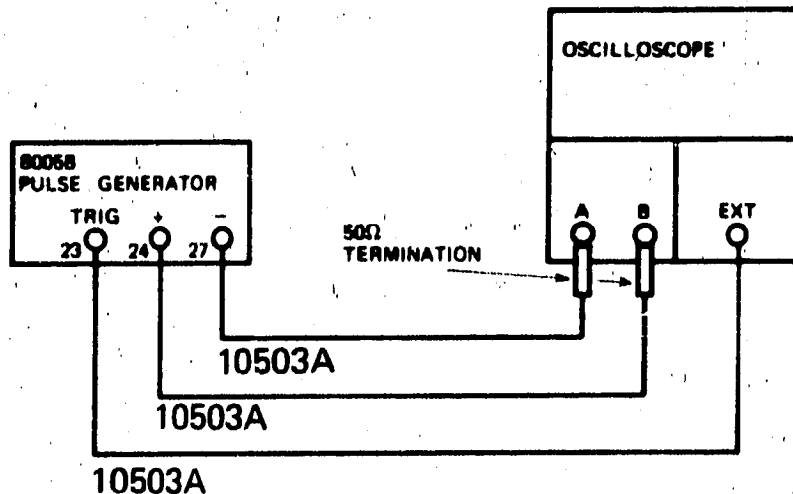 OSCILLOSCOPE
8005B
PULSE GENERATOR
TRIG + -
23 24 27
50Ω
TERMINATION
A B EXT
10503A
10503A
10503A